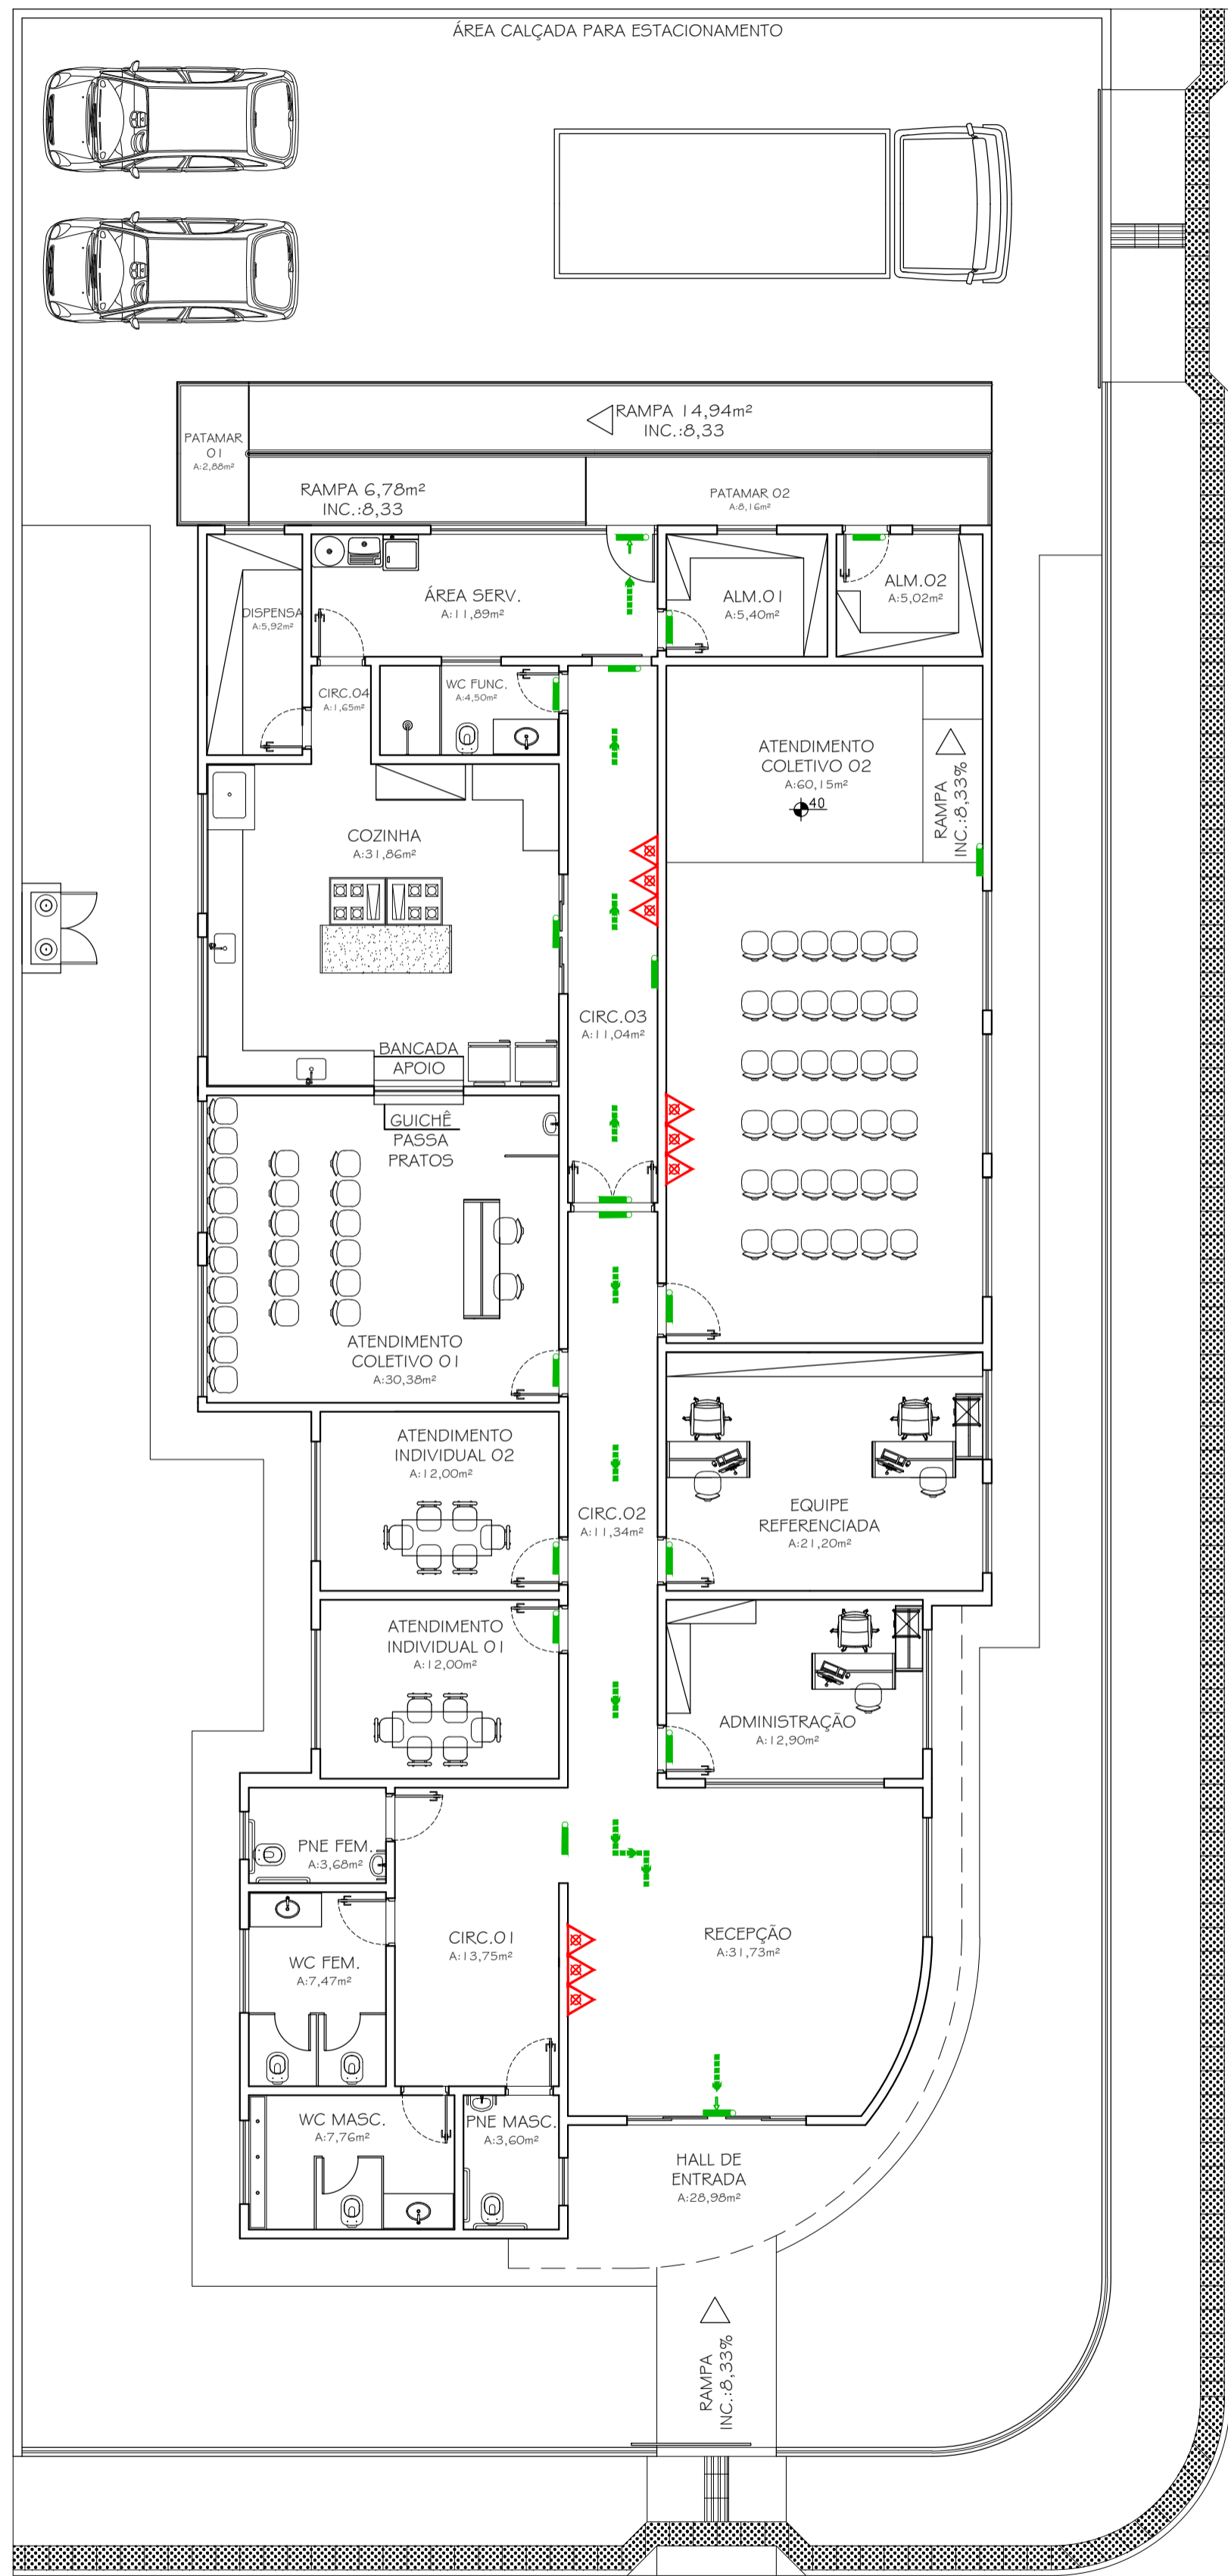 ÁREA CALÇADA PARA ESTACIONAMENTO
RAMPA 14,94m²
INC.:8,33
PATAMAR
01
A:2,88m²
RAMPA 6,78m²
INC.:8,33
PATAMAR 02
A:8,16m²
DISPENSA
A:5,92m²
ÁREA SERV.
A:11,89m²
ALM.01
A:5,40m²
ALM.02
A:5,02m²
CIRC.04
A:1,65m²
WC FUNC.
A:4,50m²
ATENDIMENTO
COLETIVO 02
A:60,15m²
40
RAMPA
INC.:8,33%
COZINHA
A:31,86m²
CIRC.03
A:11,04m²
BANCADA
APOIO
GUICHÊ
PASSA
PRATOS
ATENDIMENTO
COLETIVO 01
A:30,38m²
ATENDIMENTO
INDIVIDUAL 02
A:12,00m²
CIRC.02
A:11,34m²
EQUIPE
REFERENCIADA
A:21,20m²
ATENDIMENTO
INDIVIDUAL 01
A:12,00m²
ADMINISTRAÇÃO
A:12,90m²
PNE FEM.
A:3,68m²
CIRC.01
A:13,75m²
RECEPÇÃO
A:31,73m²
WC FEM.
A:7,47m²
WC MASC.
A:7,76m²
PNE MASC.
A:3,60m²
HALL DE
ENTRADA
A:28,98m²
RAMPA
INC.:8,33%